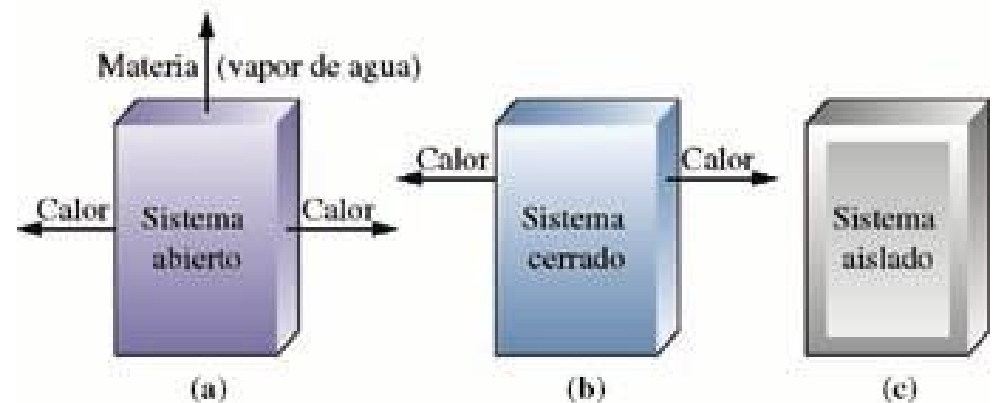 Materia (vapor de agua)
Calor
Sistema
abierto
Calor
(a)
Calor
Sistema
cerrado
Calor
(b)
Sistema
aislado
(c)